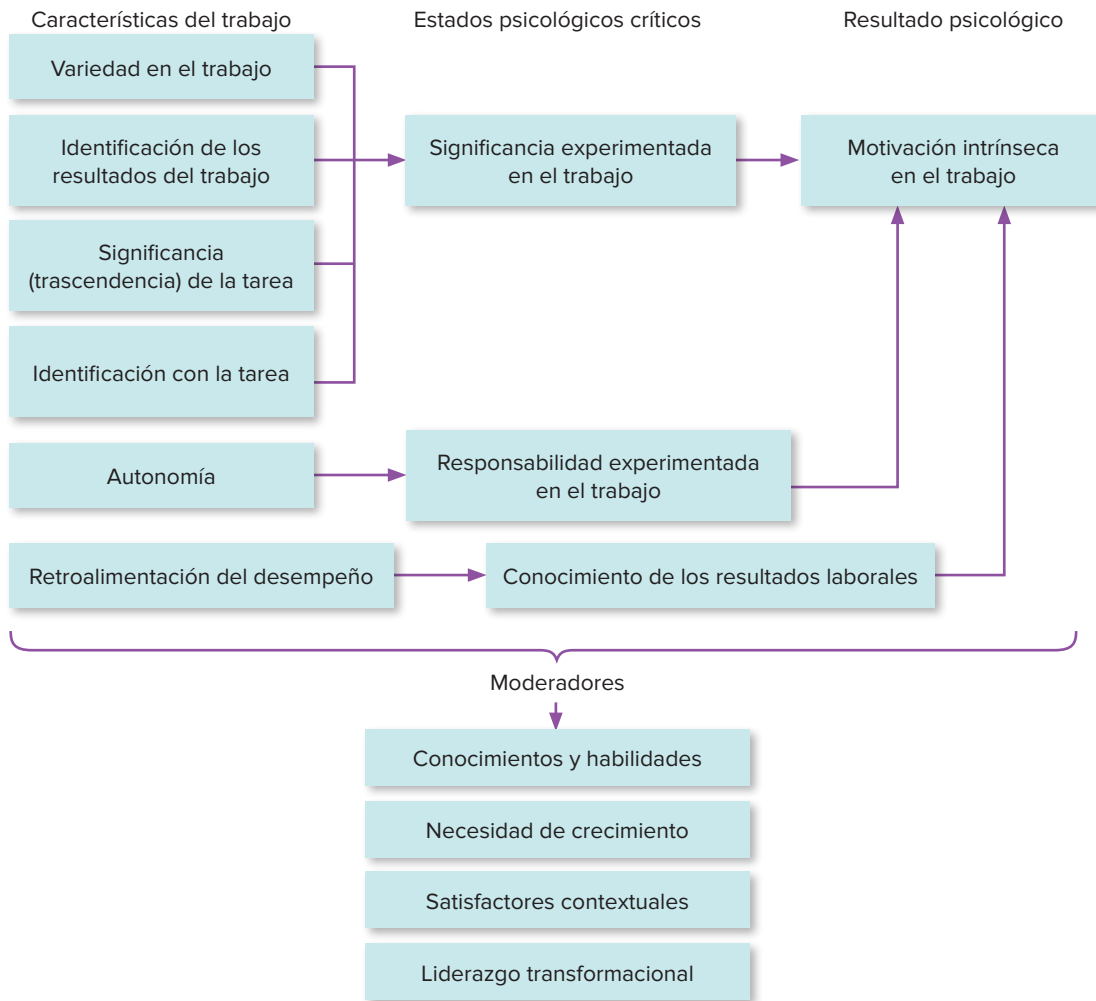 Características del trabajo
Estados psicológicos críticos
Resultado psicológico
Variedad en el trabajo
Identificación de los
resultados del trabajo
Significancia experimentada
en el trabajo
Motivación intrínseca
en el trabajo
Significancia
(trascendencia) de la tarea
Identificación con la tarea
Autonomía
Responsabilidad experimentada
en el trabajo
Retroalimentación del desempeño
Conocimiento de los resultados laborales
Moderadores
Conocimientos y habilidades
Necesidad de crecimiento
Satisfactores contextuales
Liderazgo transformacional